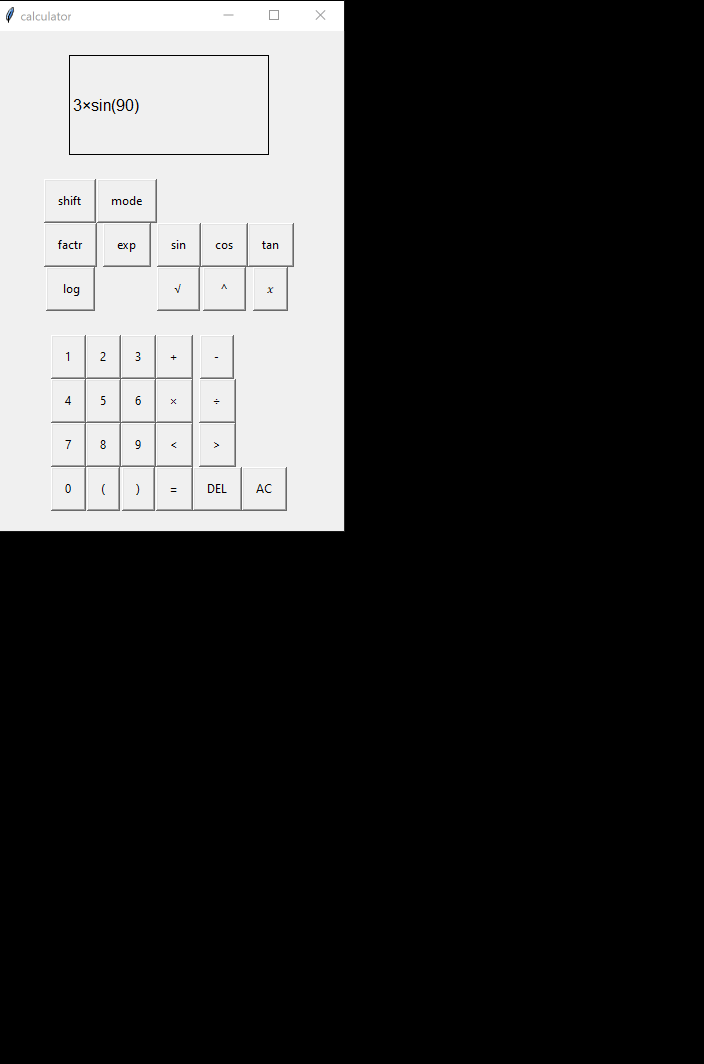 calculator
3×sin(90)
shift mode
factr exp sin cos tan
log √ ^ x
1 2 3 + -
4 5 6 × ÷
7 8 9 < >
0 ( ) = DEL AC